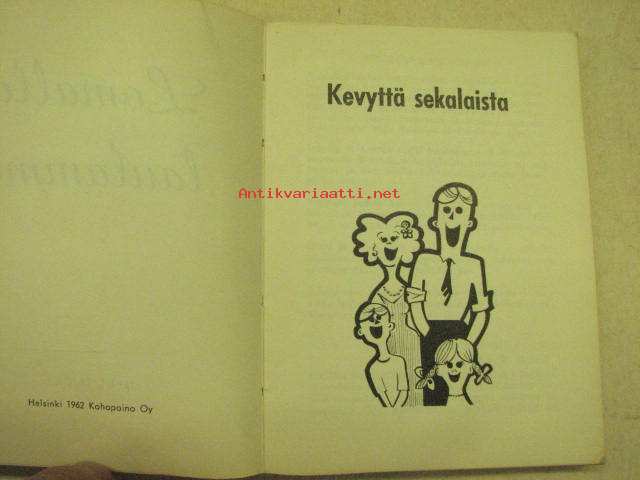 Helsinki 1962 Kohopaino Oy
Kevyttä sekalaista
Antikvariaatti.net